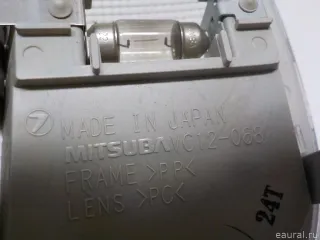 MADE IN JAPAN
MITSUBA
FRAME >PP<
LENS >PC<
24T
eaural.ru